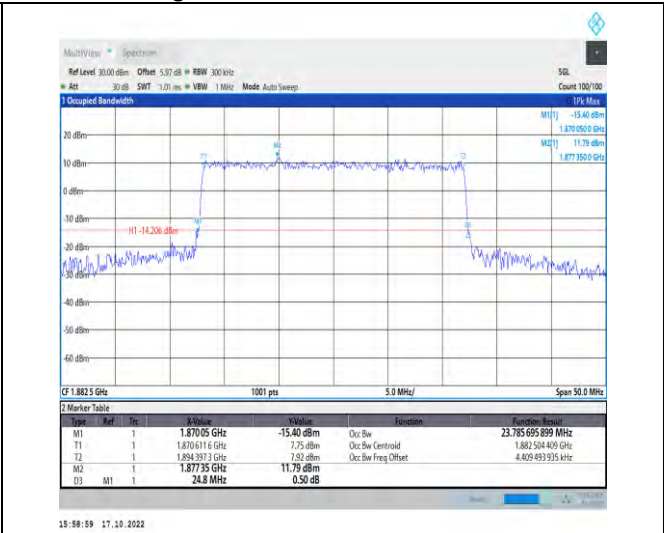 MultiView Spectrum
Ref Level 30.00 dBm Offset 5.97 dB RBW 300 kHz SGL
Att 30 dB SWT 1.01 ms VBW 1 MHz Mode Auto Sweep Count 100/100
1 Occupied Bandwidth 1Pk Max
M1[1] -15.40 dBm
1.870 050 0 GHz
M2[1] 11.79 dBm
1.877 350 0 GHz
20 dBm
10 dBm
0 dBm
-10 dBm
H1 -14.206 dBm
-20 dBm
-30 dBm
-40 dBm
-50 dBm
-60 dBm
M2
T1
T2
M1
CF 1.882 5 GHz 1001 pts 5.0 MHz/ Span 50.0 MHz
2 Marker Table
Type Ref Trc X-Value Y-Value Function Function Result
M1 1 1.870 05 GHz -15.40 dBm Occ Bw 23.785 695 899 MHz
T1 1 1.870 611 6 GHz 7.75 dBm Occ Bw Centroid 1.882 504 409 GHz
T2 1 1.894 397 3 GHz 7.92 dBm Occ Bw Freq Offset 4.409 493 935 kHz
M2 1 1.877 35 GHz 11.79 dBm
D3 M1 1 24.8 MHz 0.50 dB
15:58:59 17.10.2022